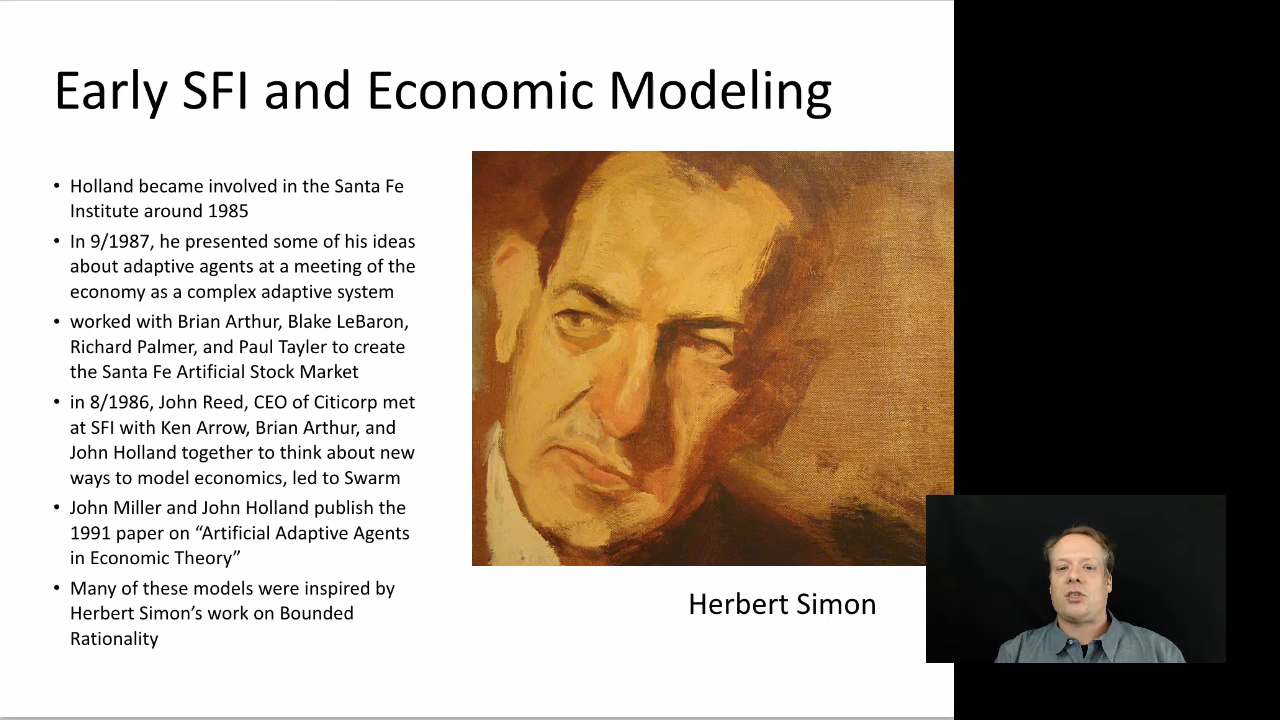 Early SFI and Economic Modeling
• Holland became involved in the Santa Fe
Institute around 1985
• In 9/1987, he presented some of his ideas
about adaptive agents at a meeting of the
economy as a complex adaptive system
• worked with Brian Arthur, Blake LeBaron,
Richard Palmer, and Paul Tayler to create
the Santa Fe Artificial Stock Market
• in 8/1986, John Reed, CEO of Citicorp met
at SFI with Ken Arrow, Brian Arthur, and
John Holland together to think about new
ways to model economics, led to Swarm
• John Miller and John Holland publish the
1991 paper on “Artificial Adaptive Agents
in Economic Theory”
• Many of these models were inspired by
Herbert Simon’s work on Bounded
Rationality
Herbert Simon